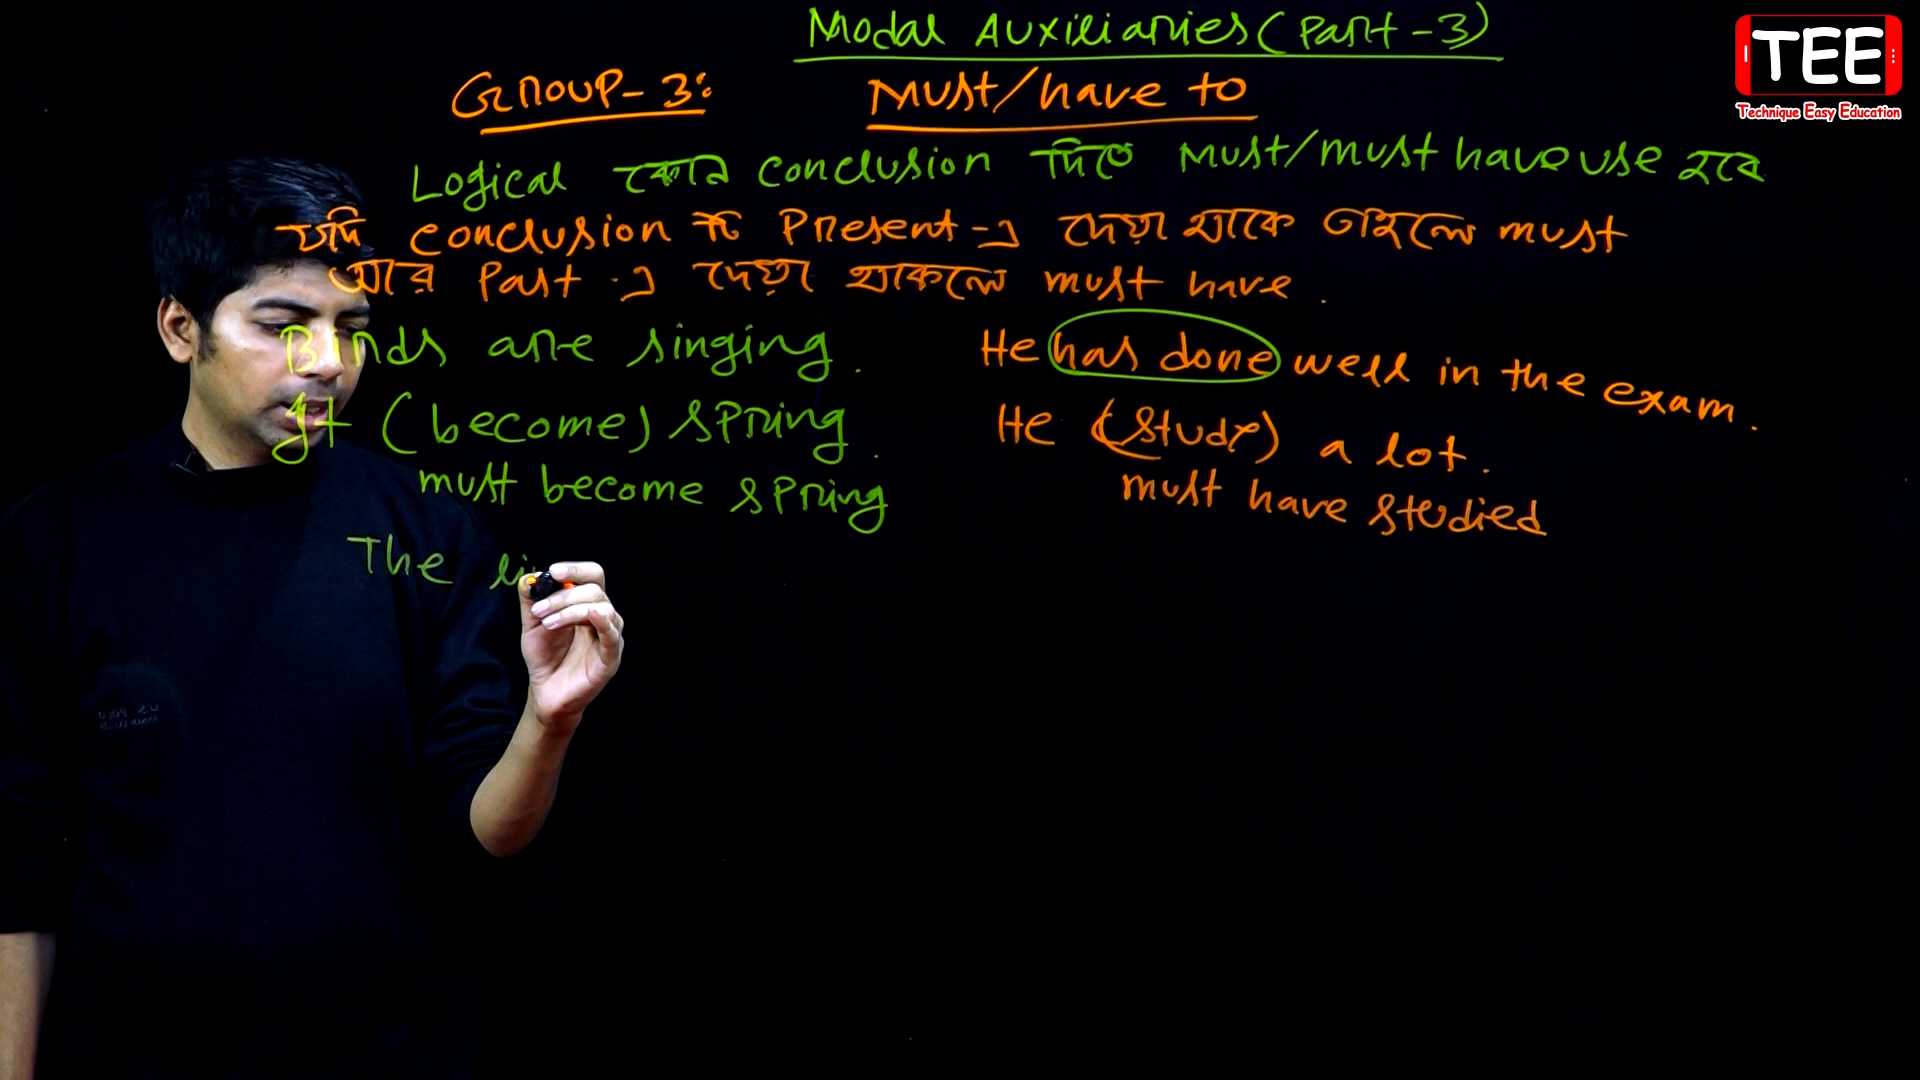 Modal Auxiliaries (Part-3)
TEE
Technique Easy Education
Group-3: Must/have to
Logical কোন conclusion দিতে must/must have use হবে
যদি conclusion টা Present-এ দেয়া থাকে তাহলে must
আর Past-এ দেয়া থাকলে must have.
Birds are singing. He has done well in the exam.
It (become) spring. He (study) a lot.
must become spring must have studied
The